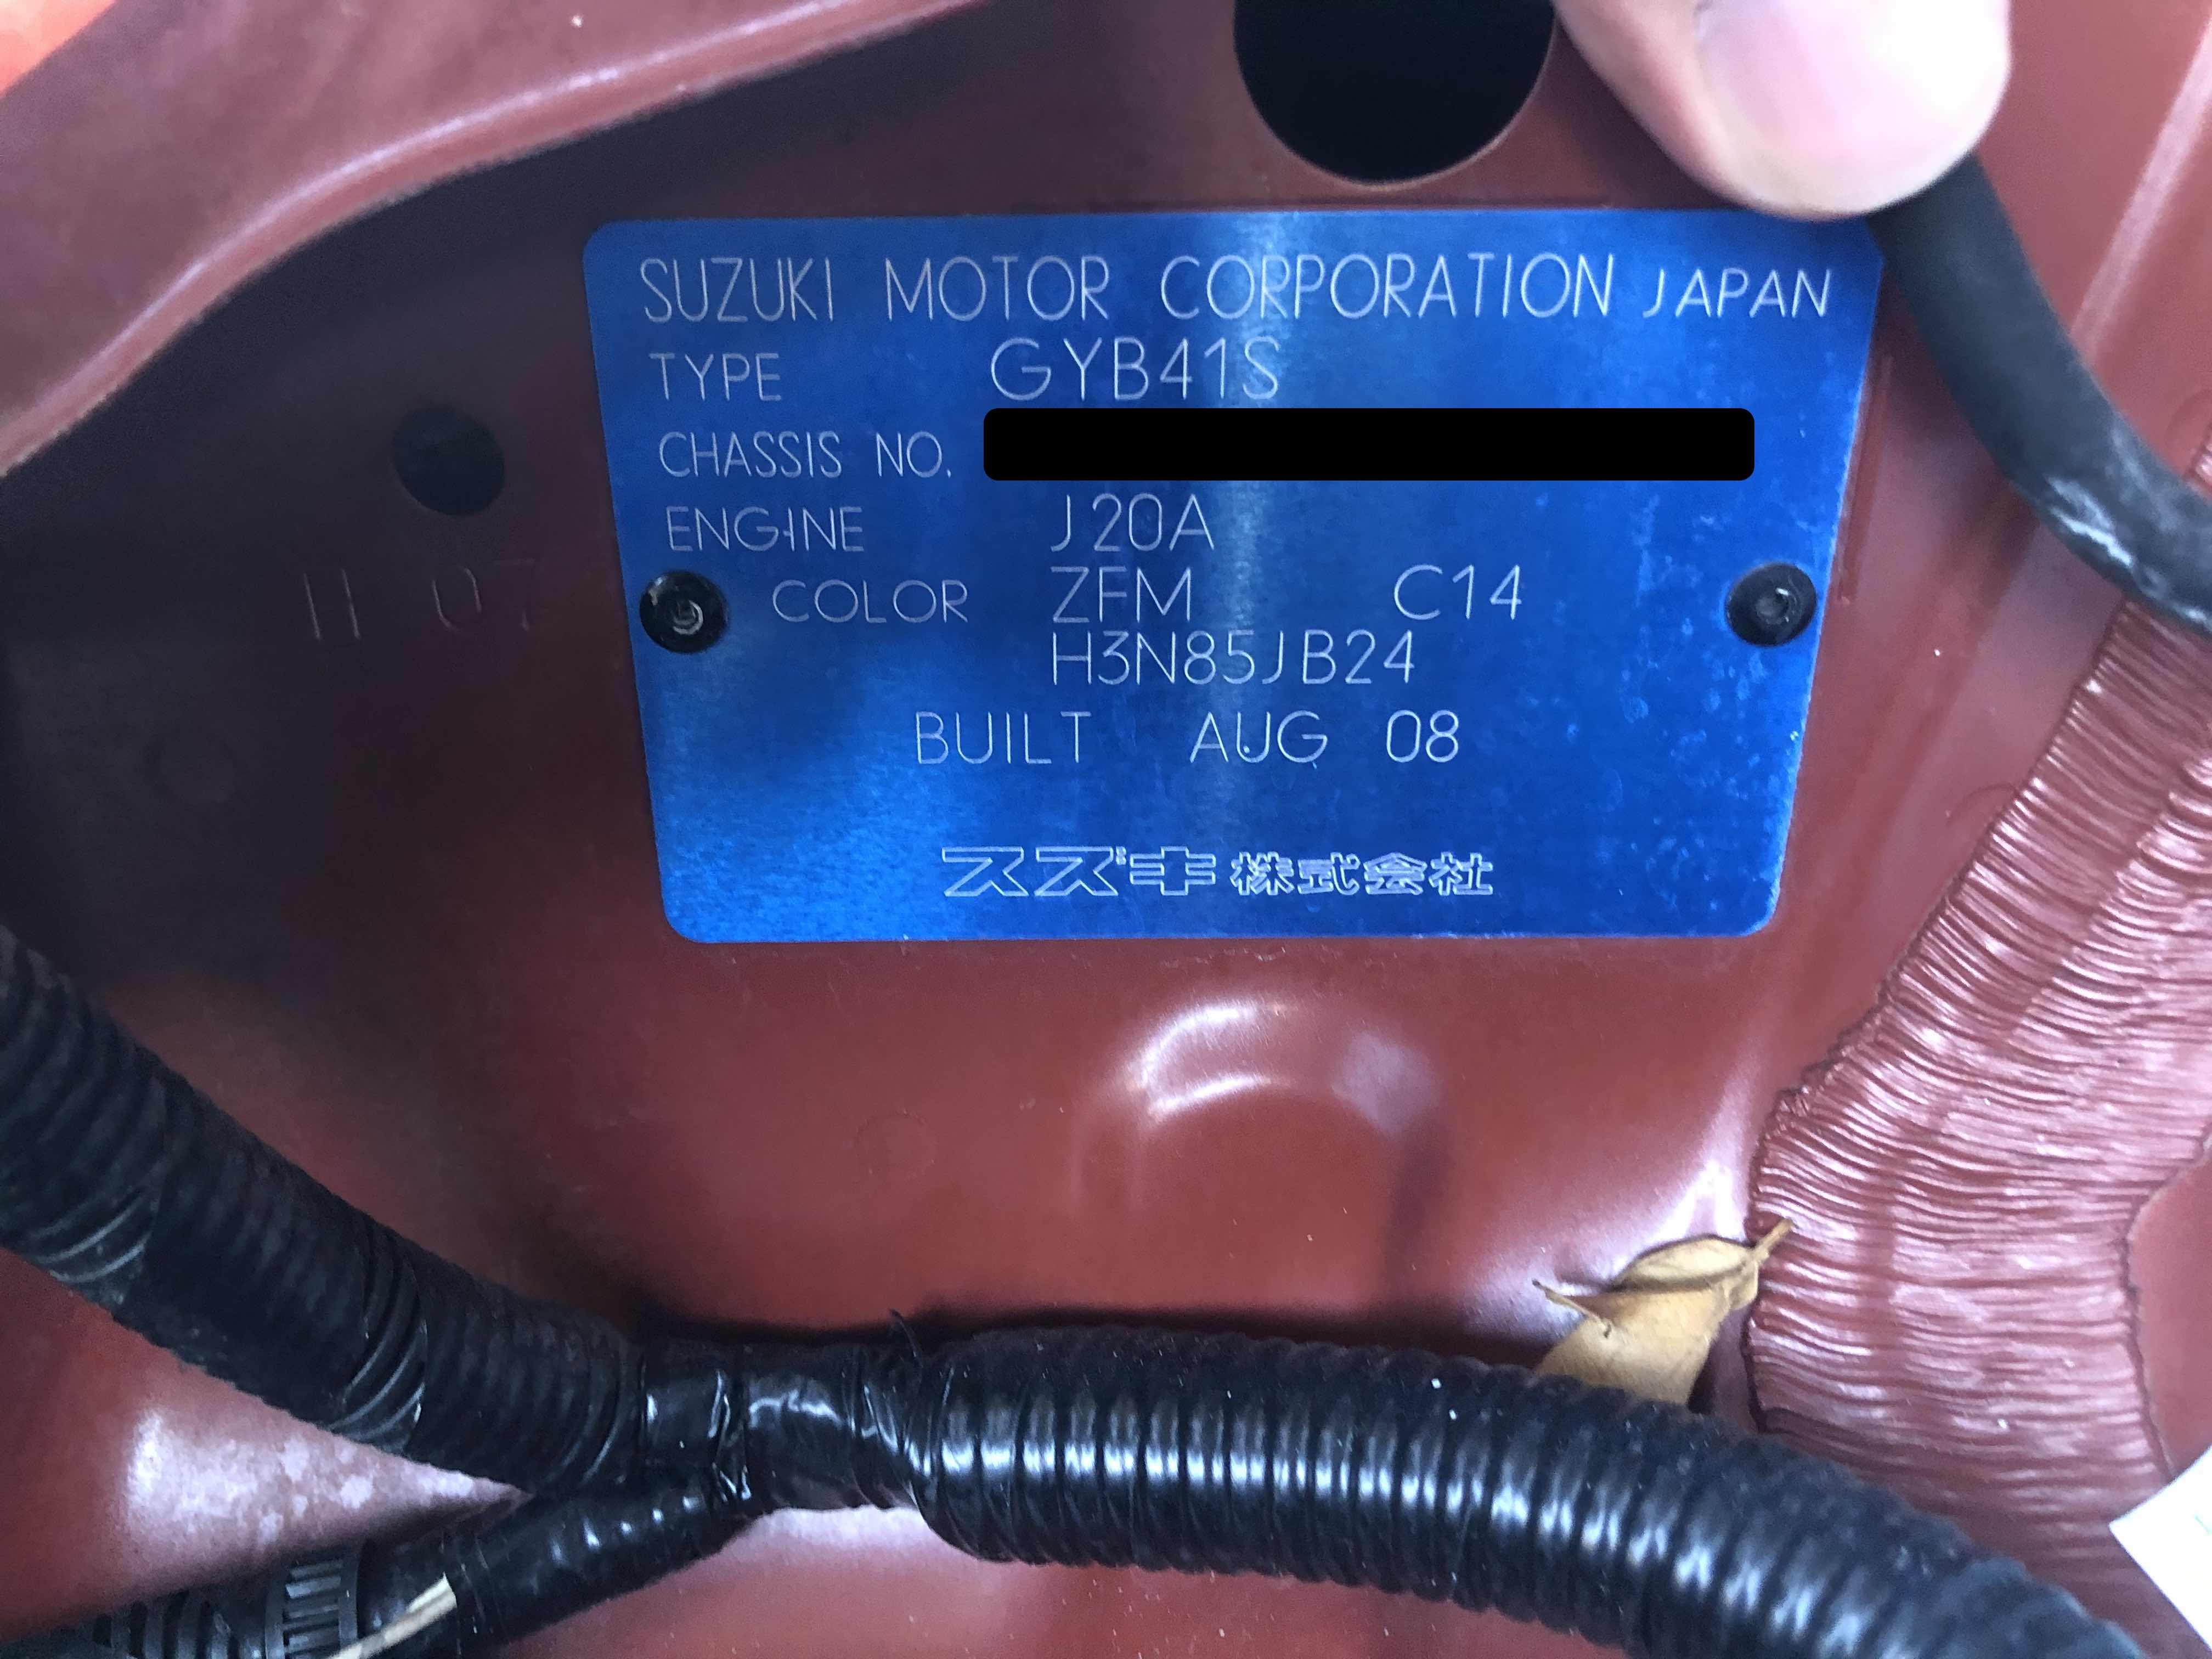 SUZUKI MOTOR CORPORATION JAPAN
TYPE GYB41S
CHASSIS NO.
ENGINE J20A
COLOR ZFM C14
H3N85JB24
BUILT AUG 08
スズキ株式会社
H 07